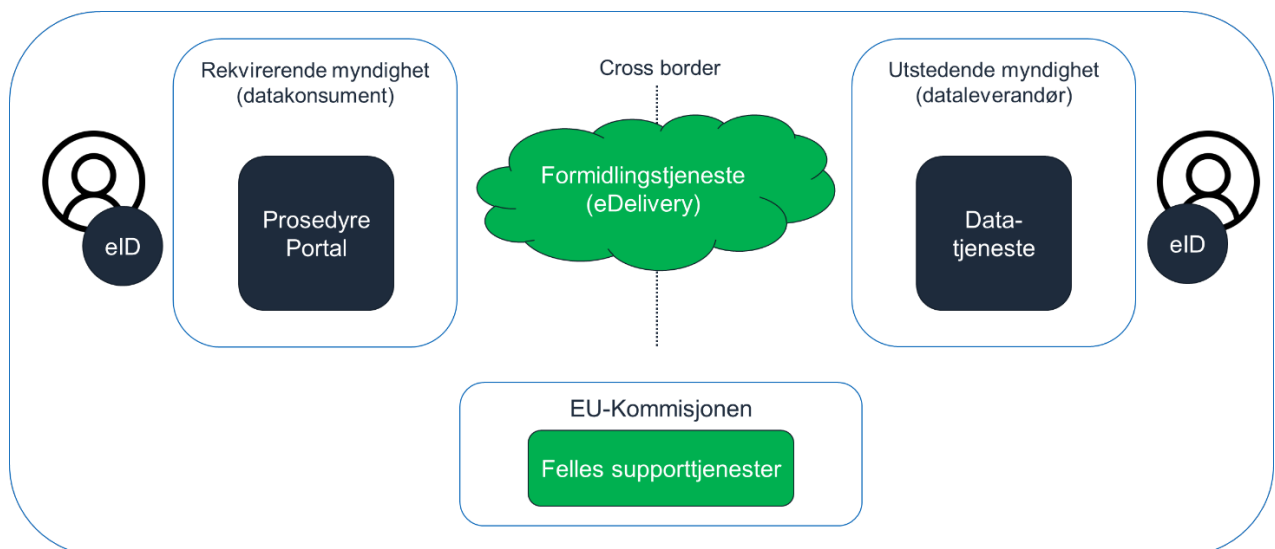 Rekvirerende myndighet
(datakonsument)
Prosedyre
Portal
eID
Cross border
Formidlingstjeneste
(eDelivery)
Utstedende myndighet
(dataleverandør)
Data-
tjeneste
eID
EU-Kommisjonen
Felles supporttjenester